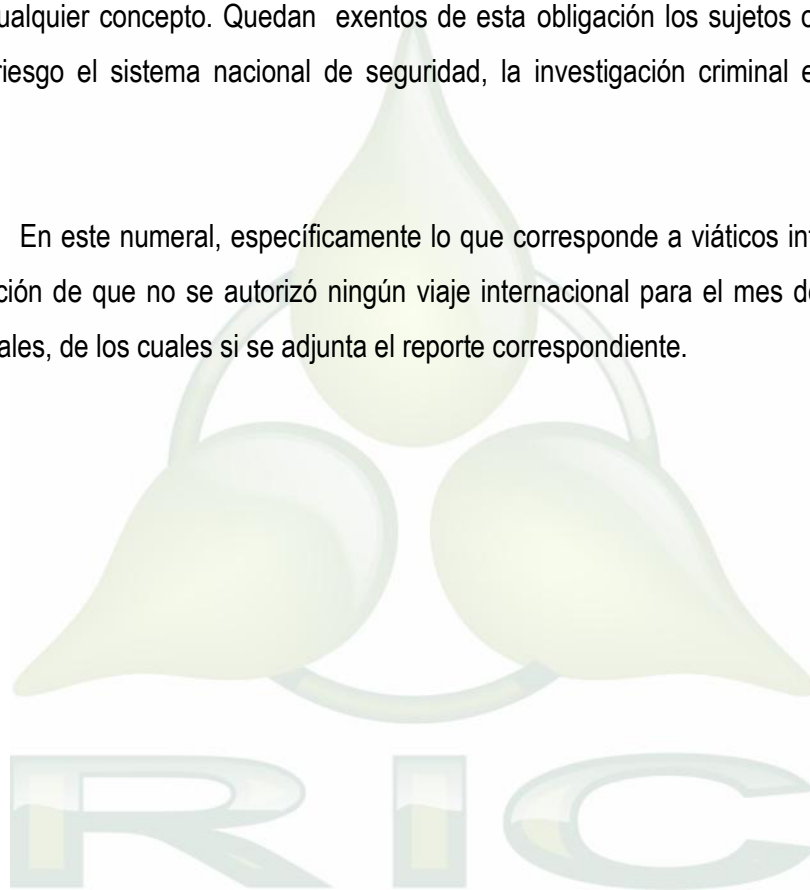 ualquier concepto. Quedan exentos de esta obligación los sujetos
riesgo el sistema nacional de seguridad, la investigación criminal
En este numeral, específicamente lo que corresponde a viáticos
ción de que no se autorizó ningún viaje internacional para el mes
ales, de los cuales si se adjunta el reporte correspondiente.
RIC